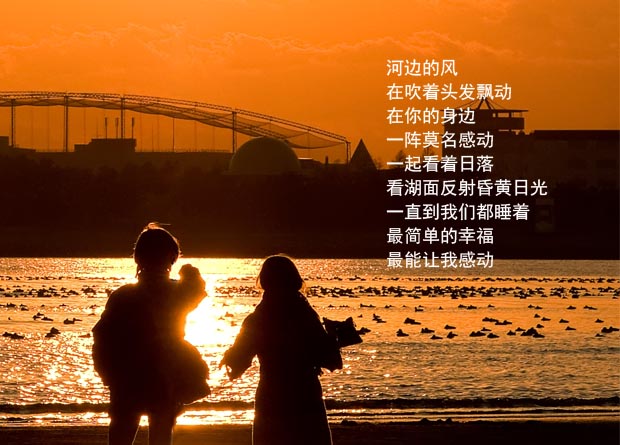 河边的风
在吹着头发飘动
在你的身边
一阵莫名感动
一起看着日落
看湖面反射昏黄日光
一直到我们都睡着
最简单的幸福
最能让我感动